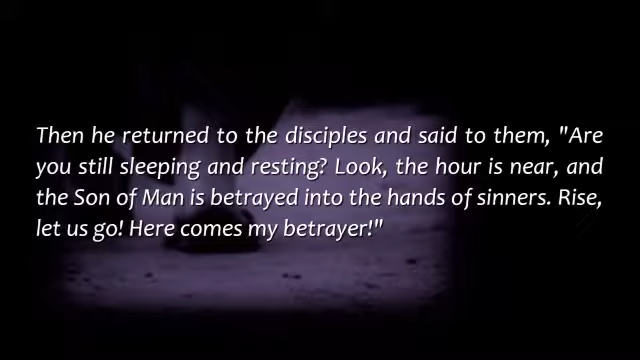 Then he returned to the disciples and said to them, "Are
you still sleeping and resting? Look, the hour is near, and
the Son of Man is betrayed into the hands of sinners. Rise,
let us go! Here comes my betrayer!"